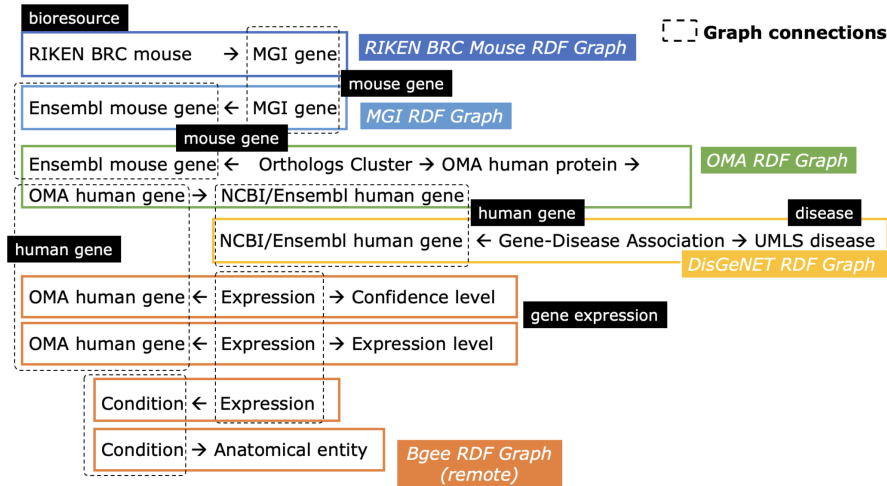 bioresource
Graph connections
RIKEN BRC mouse → MGI gene
RIKEN BRC Mouse RDF Graph
mouse gene
Ensembl mouse gene ← MGI gene
MGI RDF Graph
mouse gene
Ensembl mouse gene ← Orthologs Cluster → OMA human protein →
OMA RDF Graph
OMA human gene → NCBI/Ensembl human gene
human gene
disease
human gene
NCBI/Ensembl human gene ← Gene-Disease Association → UMLS disease
DisGeNET RDF Graph
OMA human gene ← Expression → Confidence level
gene expression
OMA human gene ← Expression → Expression level
Condition ← Expression
Condition → Anatomical entity
Bgee RDF Graph
(remote)